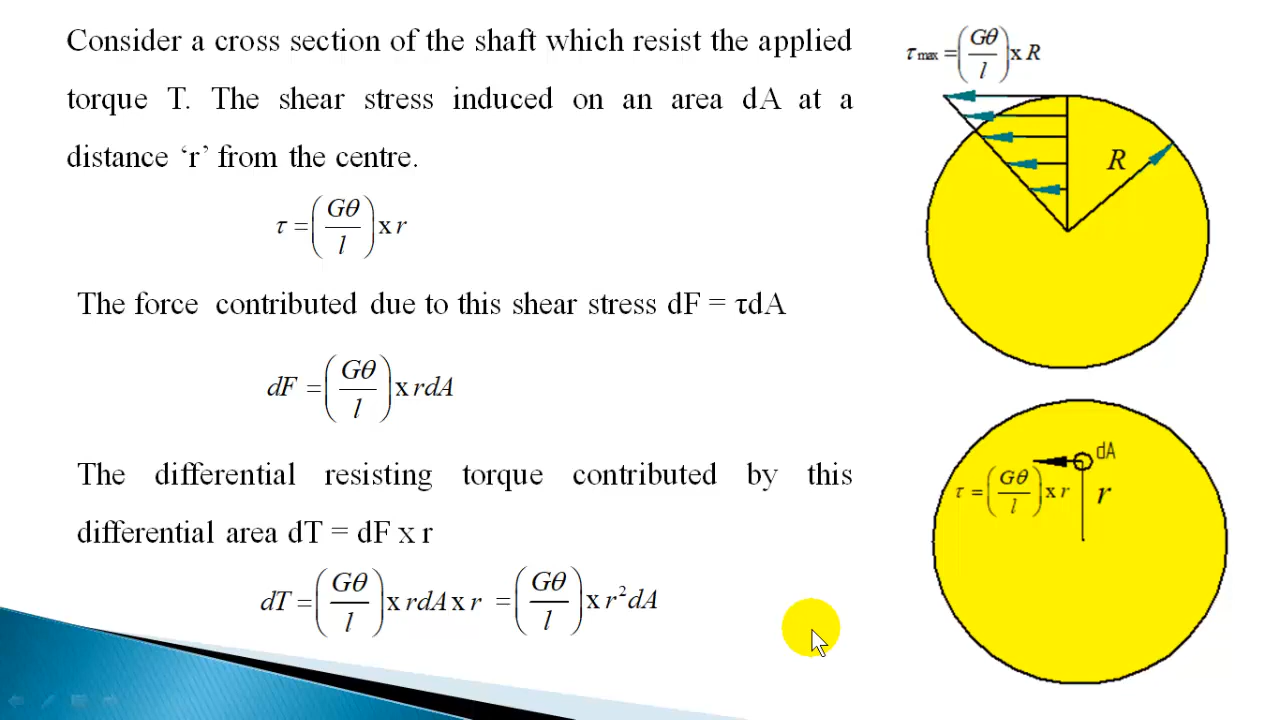 Consider a cross section of the shaft which resist the applied
torque T. The shear stress induced on an area dA at a
distance ‘r’ from the centre.
τ = (Gθ/l) x r
The force contributed due to this shear stress dF = τdA
dF = (Gθ/l) x rdA
The differential resisting torque contributed by this
differential area dT = dF x r
dT = (Gθ/l) x rdA x r = (Gθ/l) x r²dA
τmax = (Gθ/l) x R
R
dA
τ = (Gθ/l) x r
r